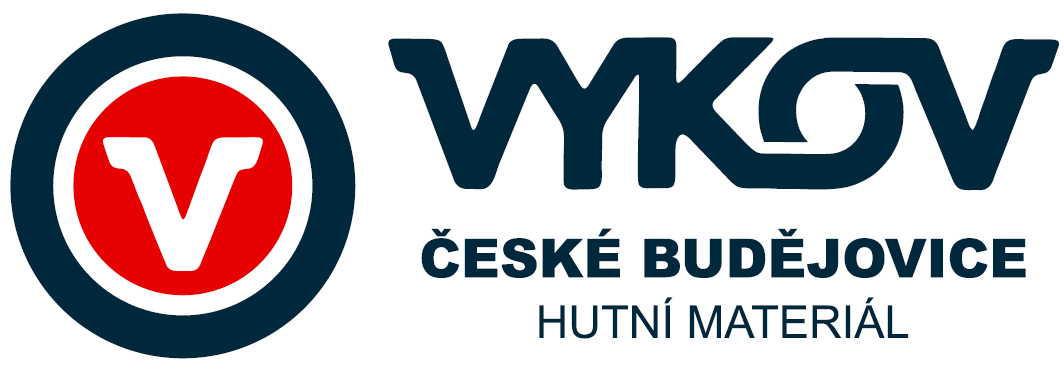 V
VYKOV
ČESKÉ BUDĚJOVICE
HUTNÍ MATERIÁL